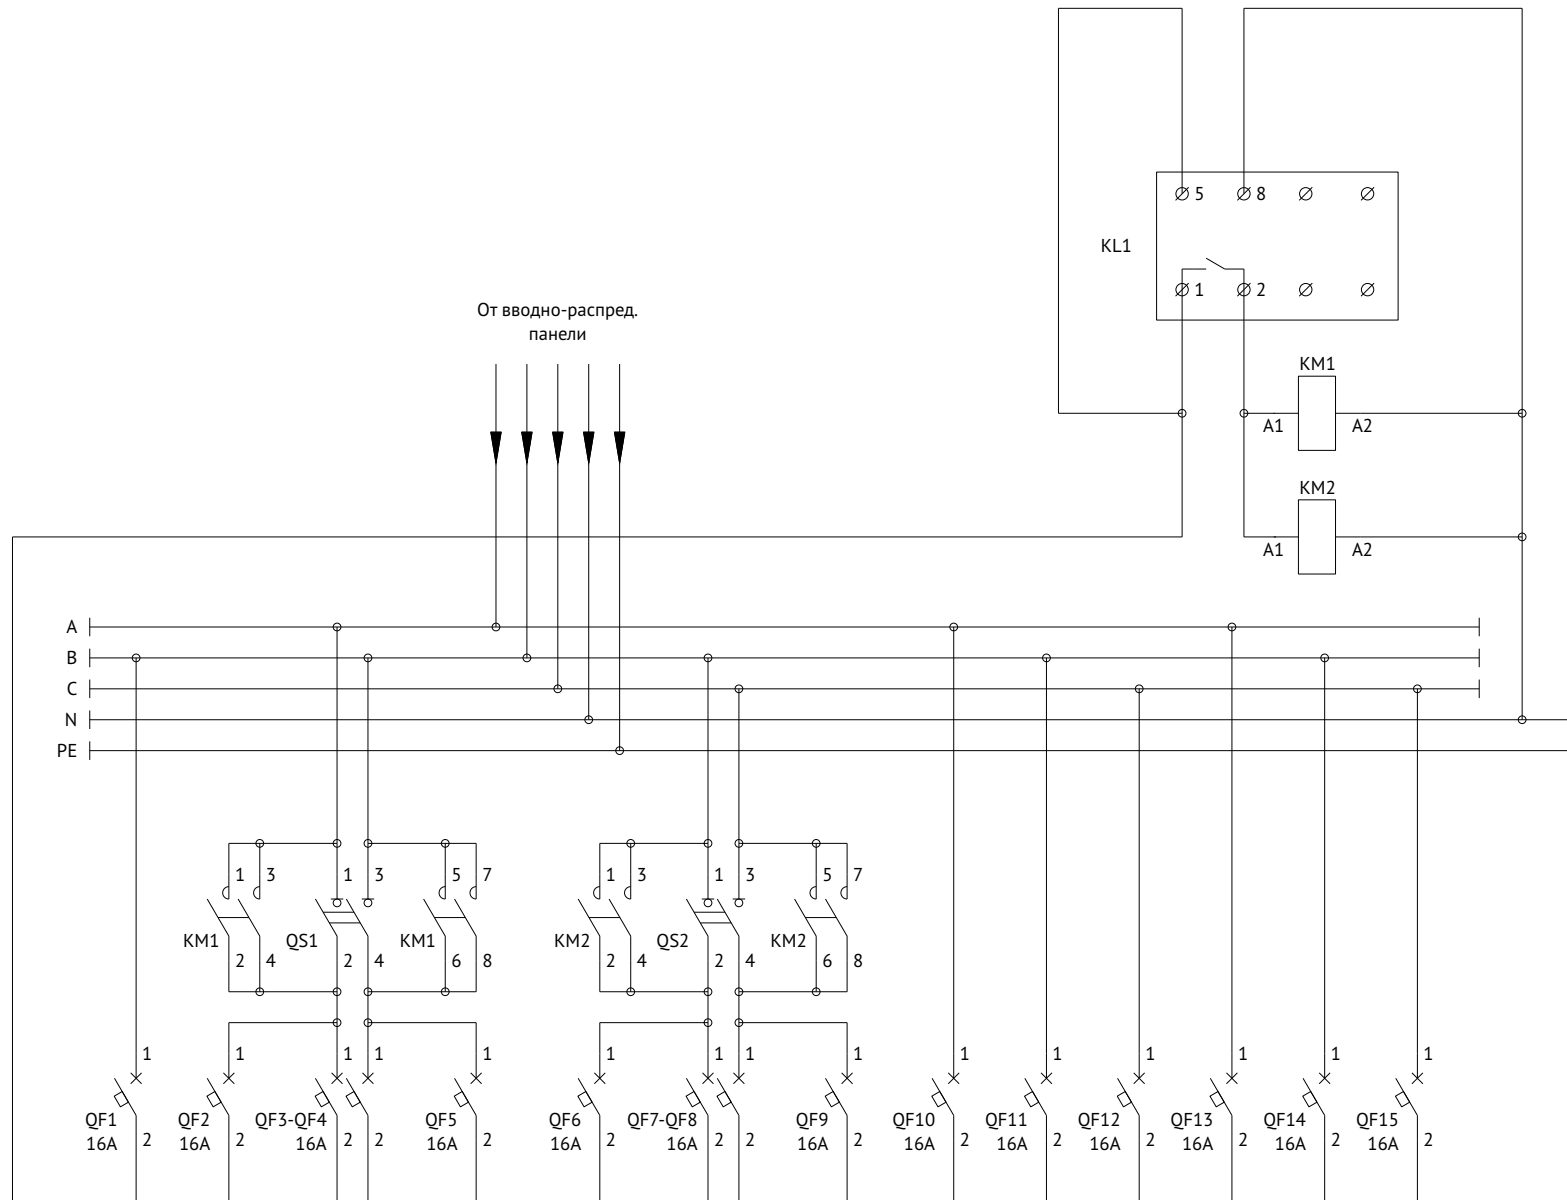 5 8
KL1
1 2
От вводно-распред.
панели
KM1
A1 A2
KM2
A1 A2
A
B
C
N
PE
1 3 1 3 5 7 1 3 1 3 5 7
KM1 QS1 KM1 KM2 QS2 KM2
2 4 2 4 6 8 2 4 2 4 6 8
1 1 1 1 1 1 1 1 1 1 1 1 1 1 1
QF1 QF2 QF3-QF4 QF5 QF6 QF7-QF8 QF9 QF10 QF11 QF12 QF13 QF14 QF15
16A 2 16A 2 16A 2 2 16A 2 16A 2 16A 2 2 16A 2 16A 2 16A 2 16A 2 16A 2 16A 2 16A 2